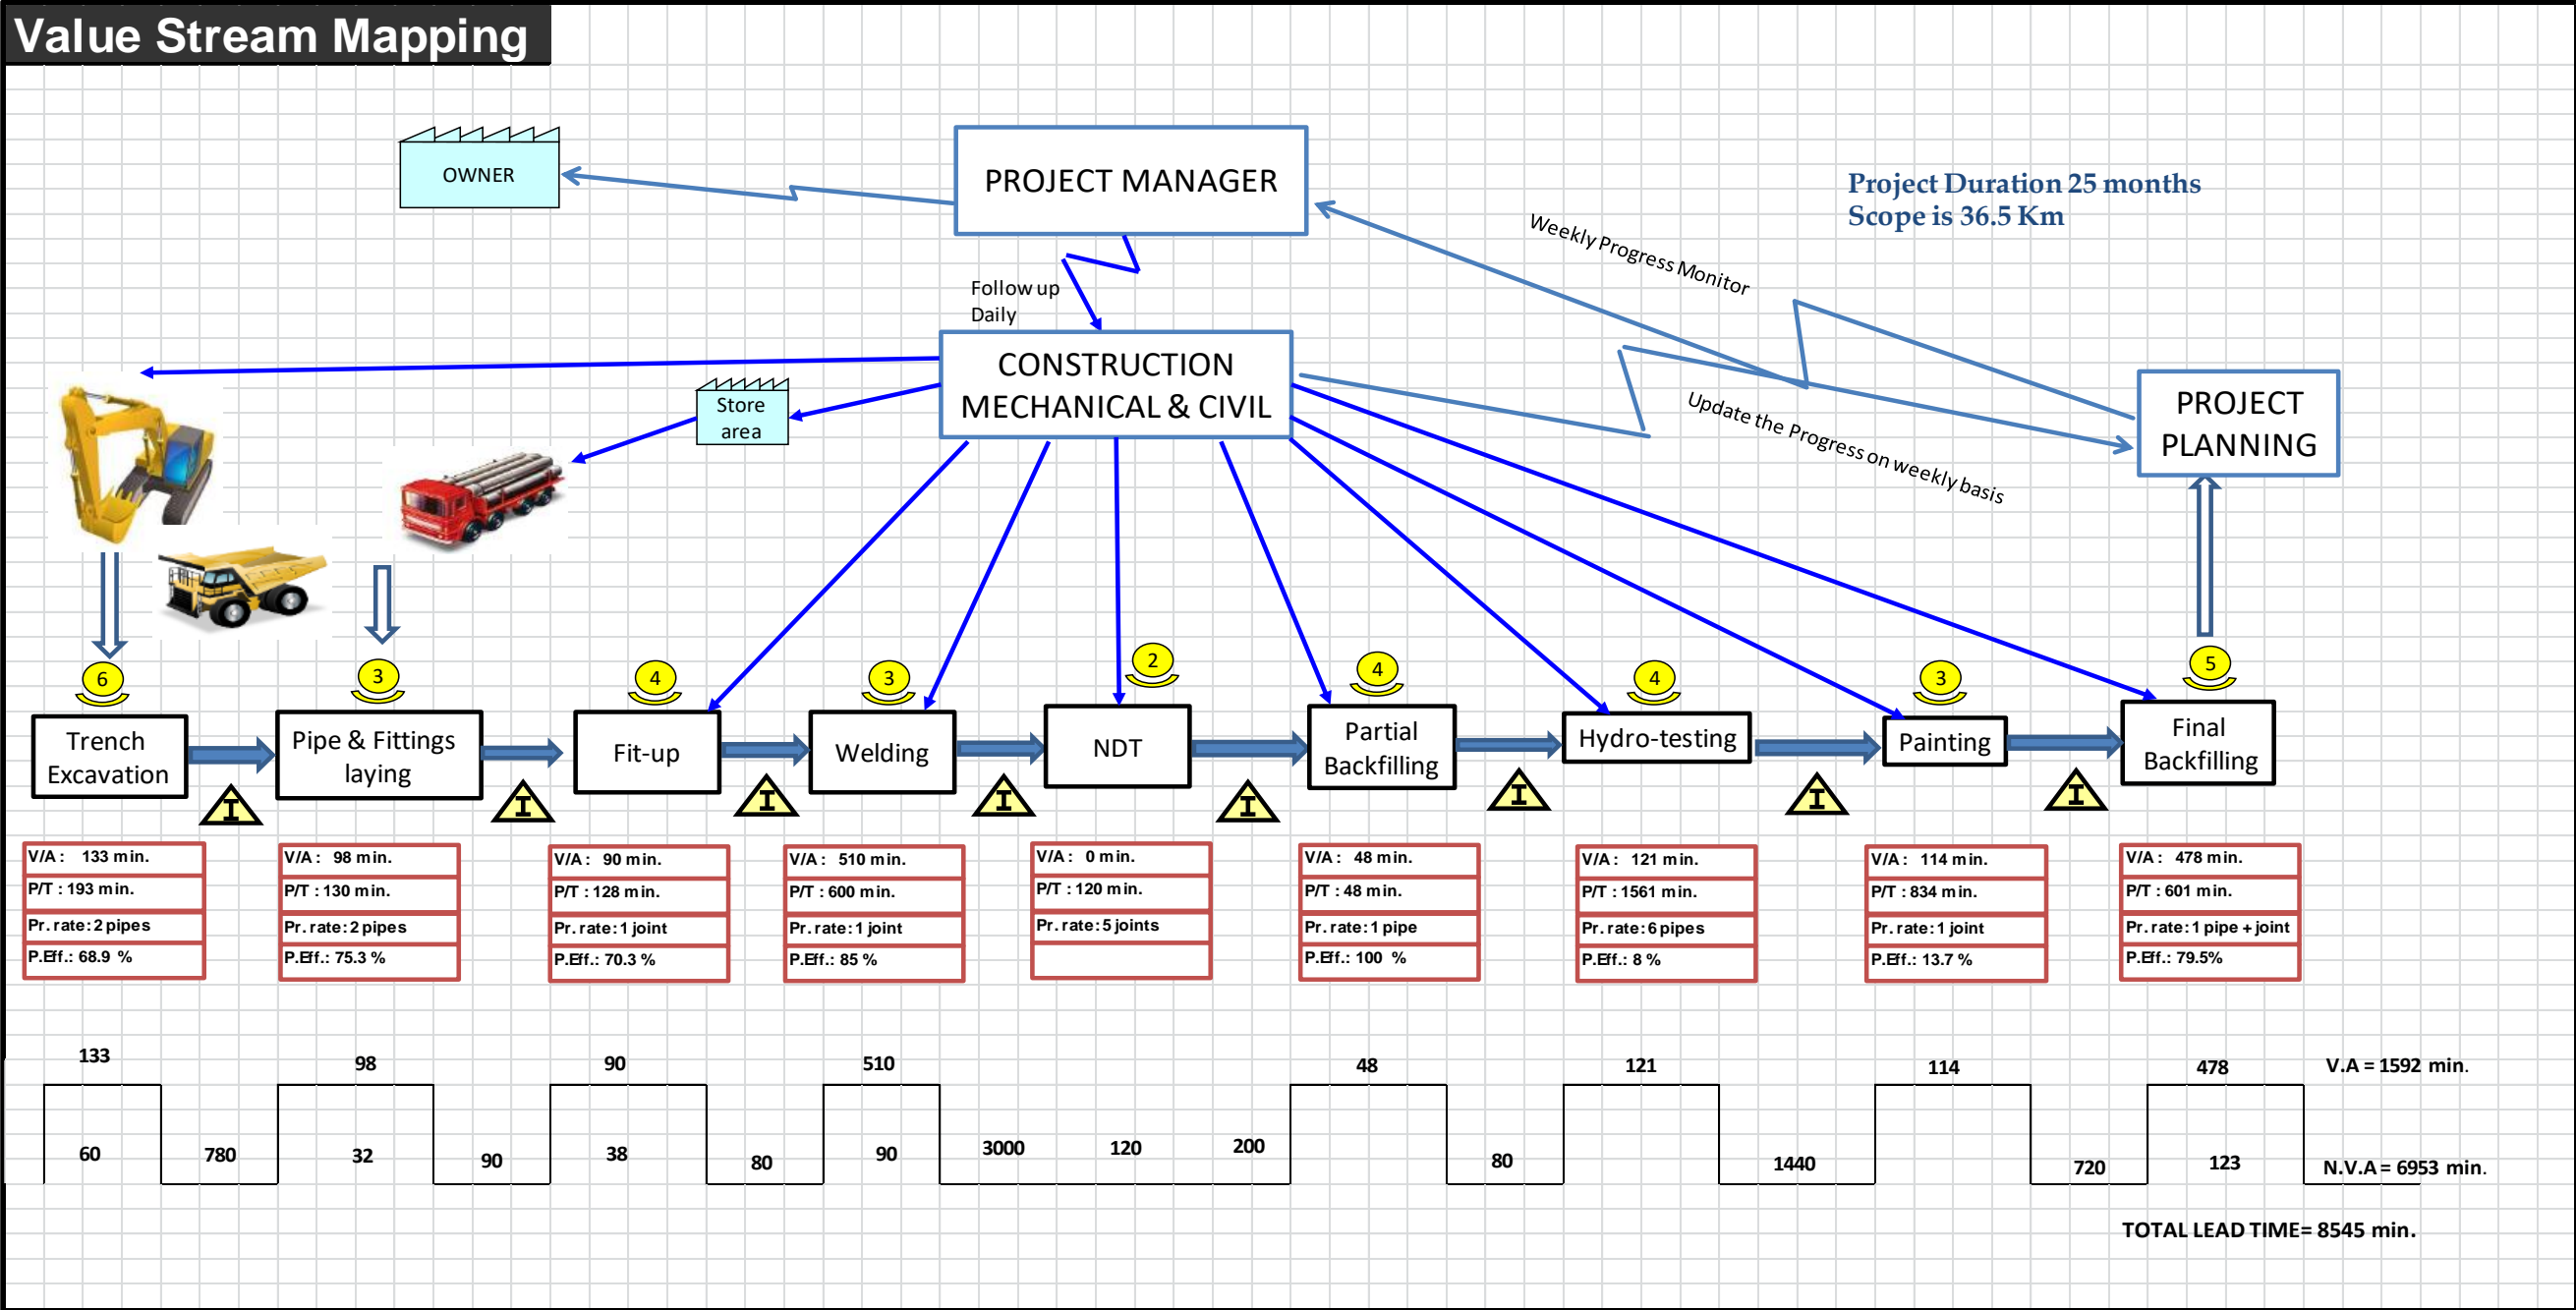 Value Stream Mapping
OWNER
PROJECT MANAGER
Project Duration 25 months
Scope is 36.5 Km
Weekly Progress Monitor
Follow up
Daily
CONSTRUCTION
MECHANICAL & CIVIL
Store
area
Update the Progress on weekly basis
PROJECT
PLANNING
6
3
4
3
2
4
4
3
5
Trench
Excavation
Pipe & Fittings
laying
Fit-up
Welding
NDT
Partial
Backfilling
Hydro-testing
Painting
Final
Backfilling
I
I
I
I
I
I
I
I
V/A : 133 min.
P/T : 193 min.
Pr. rate: 2 pipes
P.Eff.: 68.9 %
V/A : 98 min.
P/T : 130 min.
Pr. rate: 2 pipes
P.Eff.: 75.3 %
V/A : 90 min.
P/T : 128 min.
Pr. rate: 1 joint
P.Eff.: 70.3 %
V/A : 510 min.
P/T : 600 min.
Pr. rate: 1 joint
P.Eff.: 85 %
V/A : 0 min.
P/T : 120 min.
Pr. rate: 5 joints
V/A : 48 min.
P/T : 48 min.
Pr. rate: 1 pipe
P.Eff.: 100 %
V/A : 121 min.
P/T : 1561 min.
Pr. rate: 6 pipes
P.Eff.: 8 %
V/A : 114 min.
P/T : 834 min.
Pr. rate: 1 joint
P.Eff.: 13.7 %
V/A : 478 min.
P/T : 601 min.
Pr. rate: 1 pipe + joint
P.Eff.: 79.5%
133 98 90 510 48 121 114 478 V.A = 1592 min.
60 780 32 90 38 80 90 3000 120 200 80 1440 720 123 N.V.A = 6953 min.
TOTAL LEAD TIME= 8545 min.